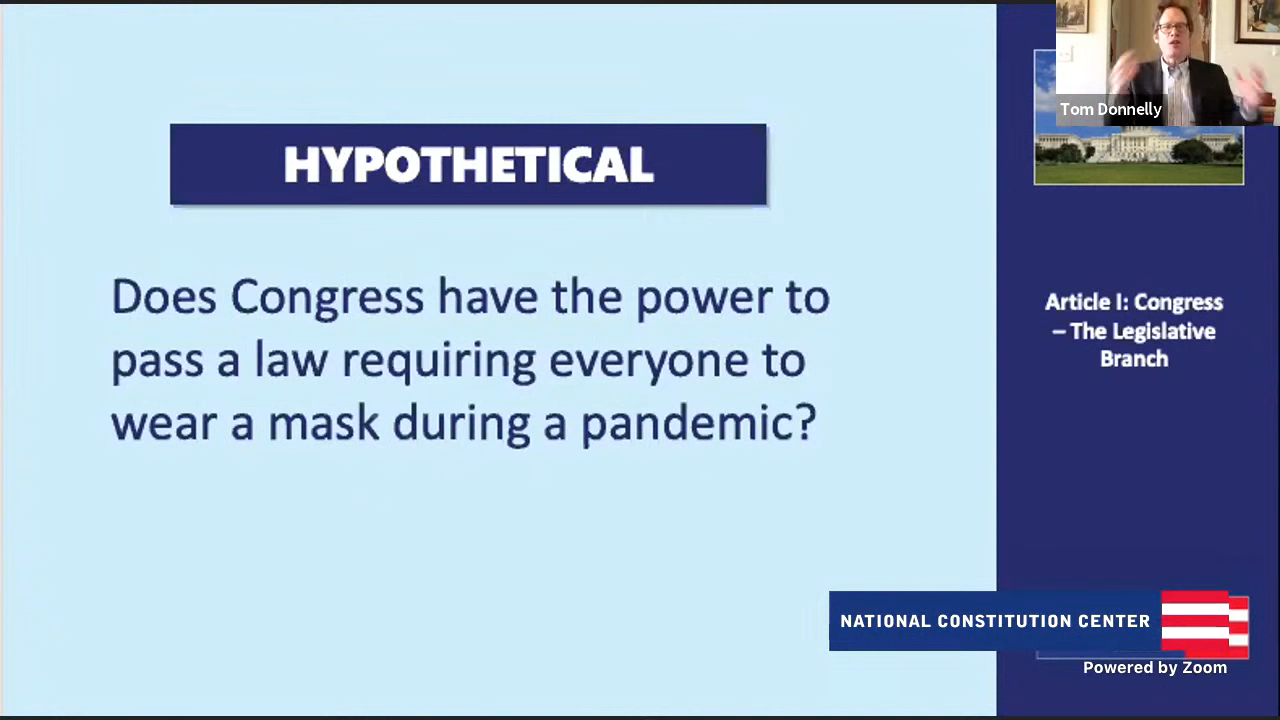 HYPOTHETICAL
Does Congress have the power to
pass a law requiring everyone to
wear a mask during a pandemic?
Tom Donnelly
Article I: Congress
– The Legislative
Branch
NATIONAL CONSTITUTION CENTER
Powered by Zoom